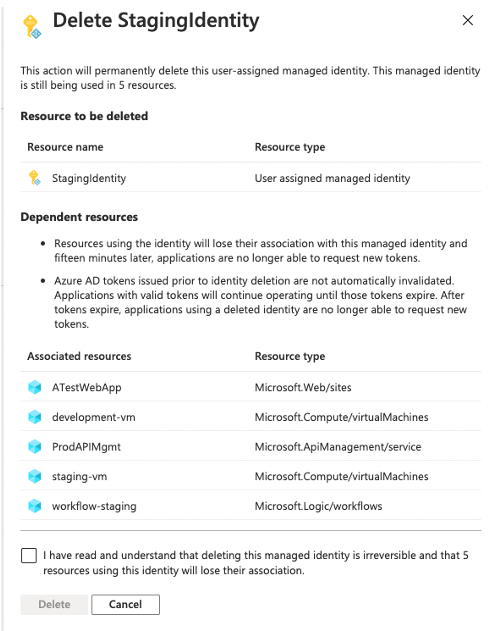 Delete StagingIdentity
This action will permanently delete this user-assigned managed identity. This managed identity
is still being used in 5 resources.
Resource to be deleted
Resource name Resource type
StagingIdentity User assigned managed identity
Dependent resources
• Resources using the identity will lose their association with this managed identity and
fifteen minutes later, applications are no longer able to request new tokens.
• Azure AD tokens issued prior to identity deletion are not automatically invalidated.
Applications with valid tokens will continue operating until those tokens expire. After
tokens expire, applications using a deleted identity are no longer able to request new
tokens.
Associated resources Resource type
ATestWebApp Microsoft.Web/sites
development-vm Microsoft.Compute/virtualMachines
ProdAPIMgmt Microsoft.ApiManagement/service
staging-vm Microsoft.Compute/virtualMachines
workflow-staging Microsoft.Logic/workflows
I have read and understand that deleting this managed identity is irreversible and that 5
resources using this identity will lose their association.
Delete Cancel